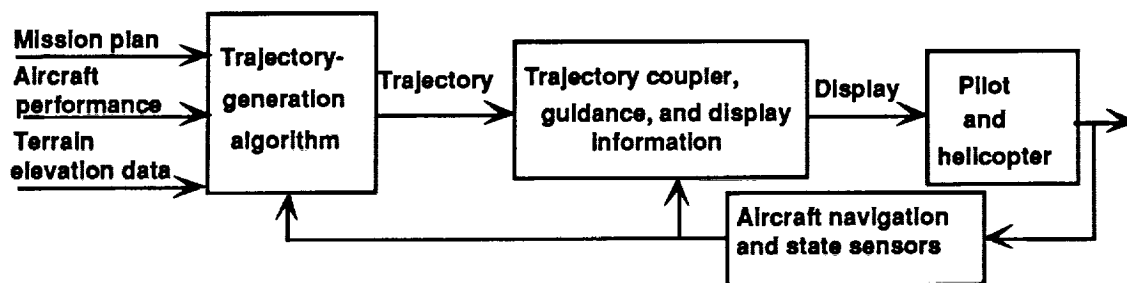 Mission plan
Aircraft
performance
Terrain
elevation data
Trajectory-
generation
algorithm
Trajectory
Trajectory coupler,
guidance, and display
information
Display
Pilot
and
helicopter
Aircraft navigation
and state sensors